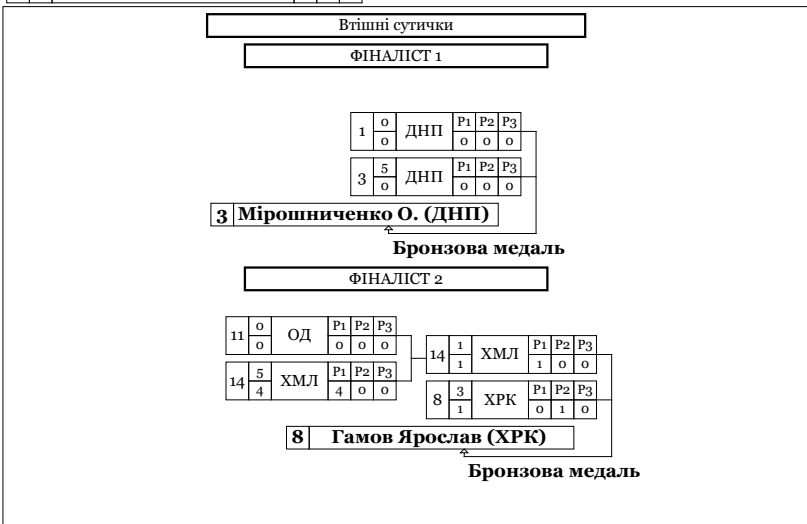 Втішні сутички
ФІНАЛІСТ 1
1 0 0 ДНП P1 P2 P3 0 0 0
3 5 0 ДНП P1 P2 P3 0 0 0
3 Мірошниченко О. (ДНП)
Бронзова медаль
ФІНАЛІСТ 2
11 0 0 ОД P1 P2 P3 0 0 0
14 5 4 ХМЛ P1 P2 P3 4 0 0
14 1 1 ХМЛ P1 P2 P3 1 0 0
8 3 1 ХРК P1 P2 P3 0 1 0
8 Гамов Ярослав (ХРК)
Бронзова медаль